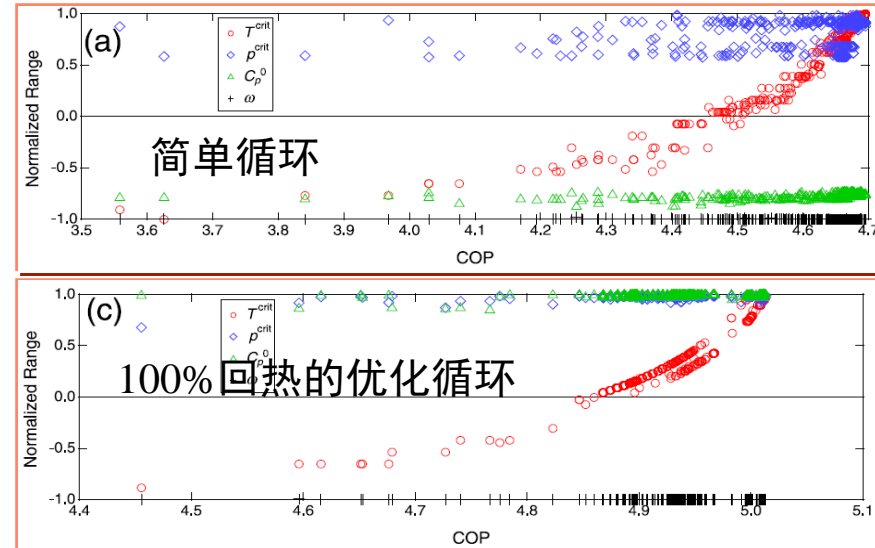 (a)
T^crit
p^crit
C_p^0
ω
Normalized Range
简单循环
1.0
0.5
0.0
-0.5
-1.0
3.5 3.6 3.7 3.8 3.9 4.0 4.1 4.2 4.3 4.4 4.5 4.6 4.7
COP
(c)
T^crit
p^crit
C_p^0
Normalized Range
100%回热的优化循环
1.0
0.5
0.0
-0.5
-1.0
4.4 4.5 4.6 4.7 4.8 4.9 5.0 5.1
COP